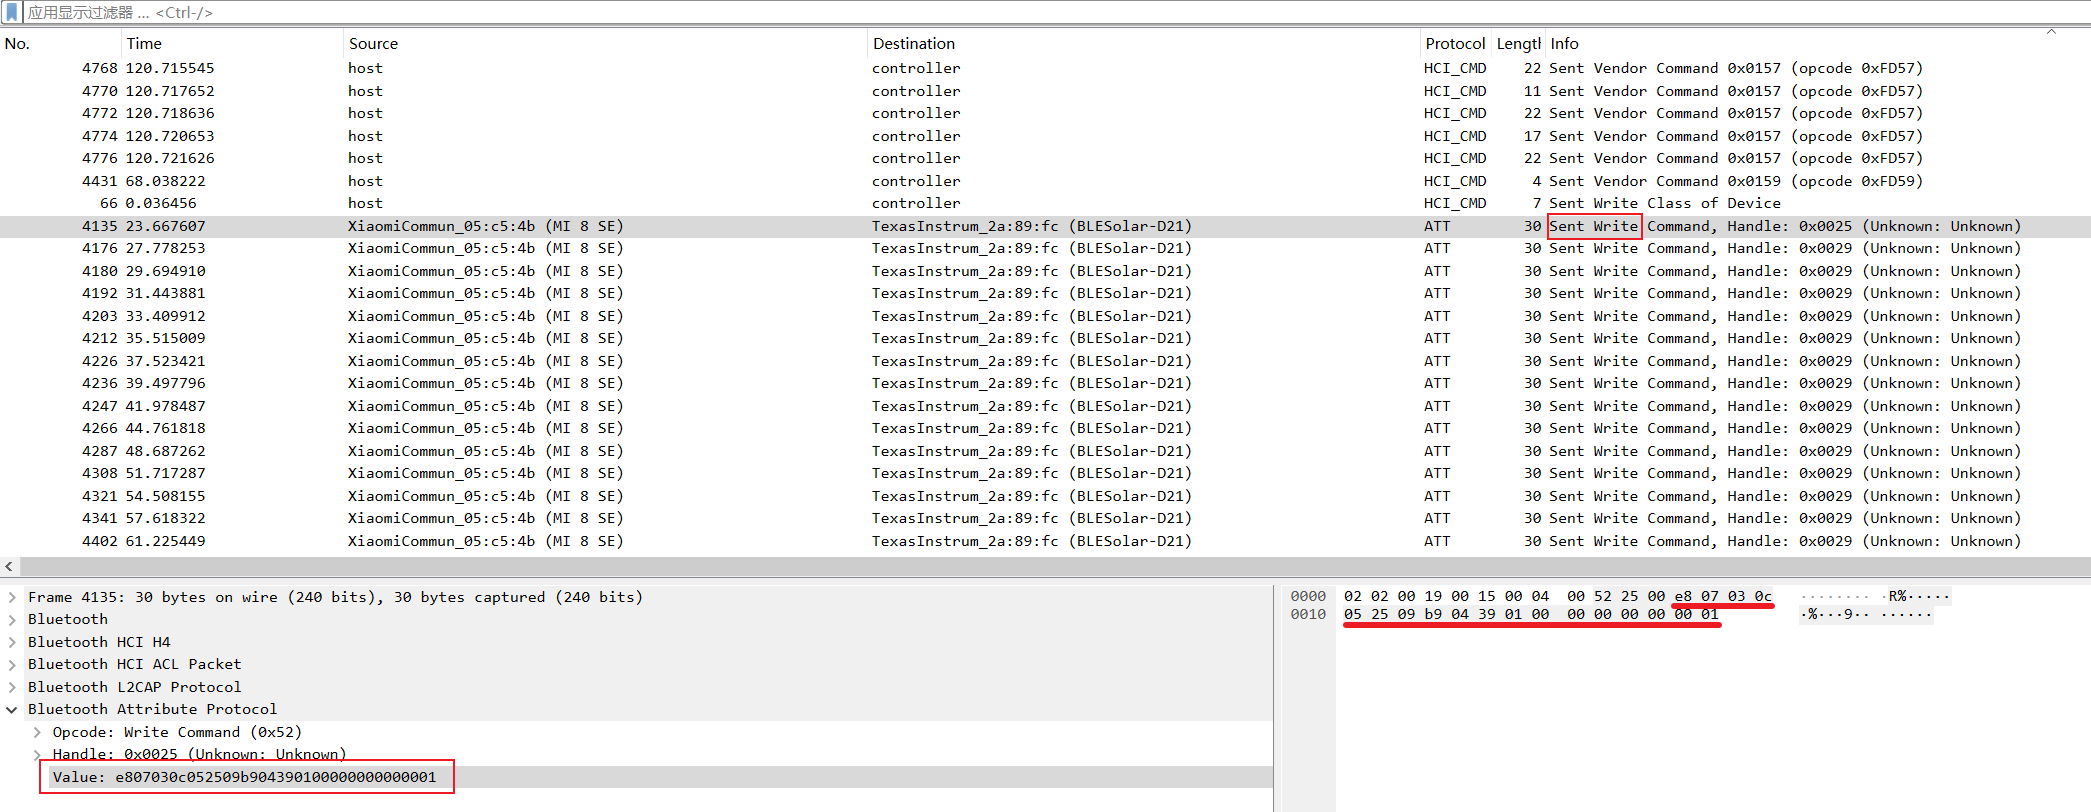 应用显示过滤器 … <Ctrl-/>
No. Time Source Destination Protocol Lengtl Info
4768 120.715545 host controller HCI_CMD 22 Sent Vendor Command 0x0157 (opcode 0xFD57)
4770 120.717652 host controller HCI_CMD 11 Sent Vendor Command 0x0157 (opcode 0xFD57)
4772 120.718636 host controller HCI_CMD 22 Sent Vendor Command 0x0157 (opcode 0xFD57)
4774 120.720653 host controller HCI_CMD 17 Sent Vendor Command 0x0157 (opcode 0xFD57)
4776 120.721626 host controller HCI_CMD 22 Sent Vendor Command 0x0157 (opcode 0xFD57)
4431 68.038222 host controller HCI_CMD 4 Sent Vendor Command 0x0159 (opcode 0xFD59)
66 0.036456 host controller HCI_CMD 7 Sent Write Class of Device
4135 23.667607 XiaomiCommun_05:c5:4b (MI 8 SE) TexasInstrum_2a:89:fc (BLESolar-D21) ATT 30 Sent Write Command, Handle: 0x0025 (Unknown: Unknown)
4176 27.778253 XiaomiCommun_05:c5:4b (MI 8 SE) TexasInstrum_2a:89:fc (BLESolar-D21) ATT 30 Sent Write Command, Handle: 0x0029 (Unknown: Unknown)
4180 29.694910 XiaomiCommun_05:c5:4b (MI 8 SE) TexasInstrum_2a:89:fc (BLESolar-D21) ATT 30 Sent Write Command, Handle: 0x0029 (Unknown: Unknown)
4192 31.443881 XiaomiCommun_05:c5:4b (MI 8 SE) TexasInstrum_2a:89:fc (BLESolar-D21) ATT 30 Sent Write Command, Handle: 0x0029 (Unknown: Unknown)
4203 33.409912 XiaomiCommun_05:c5:4b (MI 8 SE) TexasInstrum_2a:89:fc (BLESolar-D21) ATT 30 Sent Write Command, Handle: 0x0029 (Unknown: Unknown)
4212 35.515009 XiaomiCommun_05:c5:4b (MI 8 SE) TexasInstrum_2a:89:fc (BLESolar-D21) ATT 30 Sent Write Command, Handle: 0x0029 (Unknown: Unknown)
4226 37.523421 XiaomiCommun_05:c5:4b (MI 8 SE) TexasInstrum_2a:89:fc (BLESolar-D21) ATT 30 Sent Write Command, Handle: 0x0029 (Unknown: Unknown)
4236 39.497796 XiaomiCommun_05:c5:4b (MI 8 SE) TexasInstrum_2a:89:fc (BLESolar-D21) ATT 30 Sent Write Command, Handle: 0x0029 (Unknown: Unknown)
4247 41.978487 XiaomiCommun_05:c5:4b (MI 8 SE) TexasInstrum_2a:89:fc (BLESolar-D21) ATT 30 Sent Write Command, Handle: 0x0029 (Unknown: Unknown)
4266 44.761818 XiaomiCommun_05:c5:4b (MI 8 SE) TexasInstrum_2a:89:fc (BLESolar-D21) ATT 30 Sent Write Command, Handle: 0x0029 (Unknown: Unknown)
4287 48.687262 XiaomiCommun_05:c5:4b (MI 8 SE) TexasInstrum_2a:89:fc (BLESolar-D21) ATT 30 Sent Write Command, Handle: 0x0029 (Unknown: Unknown)
4308 51.717287 XiaomiCommun_05:c5:4b (MI 8 SE) TexasInstrum_2a:89:fc (BLESolar-D21) ATT 30 Sent Write Command, Handle: 0x0029 (Unknown: Unknown)
4321 54.508155 XiaomiCommun_05:c5:4b (MI 8 SE) TexasInstrum_2a:89:fc (BLESolar-D21) ATT 30 Sent Write Command, Handle: 0x0029 (Unknown: Unknown)
4341 57.618322 XiaomiCommun_05:c5:4b (MI 8 SE) TexasInstrum_2a:89:fc (BLESolar-D21) ATT 30 Sent Write Command, Handle: 0x0029 (Unknown: Unknown)
4402 61.225449 XiaomiCommun_05:c5:4b (MI 8 SE) TexasInstrum_2a:89:fc (BLESolar-D21) ATT 30 Sent Write Command, Handle: 0x0029 (Unknown: Unknown)
Frame 4135: 30 bytes on wire (240 bits), 30 bytes captured (240 bits)
Bluetooth
Bluetooth HCI H4
Bluetooth HCI ACL Packet
Bluetooth L2CAP Protocol
Bluetooth Attribute Protocol
Opcode: Write Command (0x52)
Handle: 0x0025 (Unknown: Unknown)
Value: e807030c052509b90439010000000000​0001
0000 02 02 00 19 00 15 00 04 00 52 25 00 e8 07 03 0c ········ ·R%·····
0010 05 25 09 b9 04 39 01 00 00 00 00 00 00 01 ·%···9·· ······